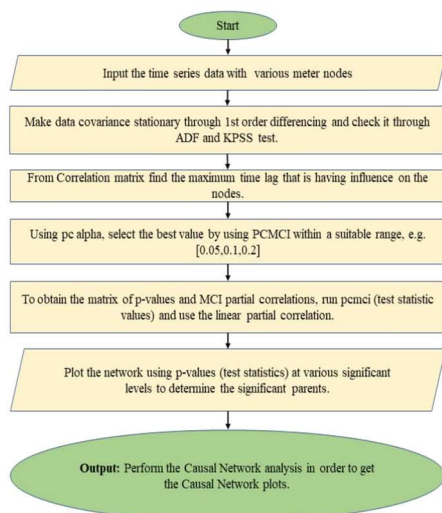 Start
Input the time series data with various meter nodes
Make data covariance stationary through 1st order differencing and check it through
ADF and KPSS test.
From Correlation matrix find the maximum time lag that is having influence on the
nodes.
Using pc alpha, select the best value by using PCMCI within a suitable range, e.g.
[0.05,0.1,0.2]
To obtain the matrix of p-values and MCI partial correlations, run pcmci (test statistic
values) and use the linear partial correlation.
Plot the network using p-values (test statistics) at various significant
levels to determine the significant parents.
Output: Perform the Causal Network analysis in order to get
the Causal Network plots.